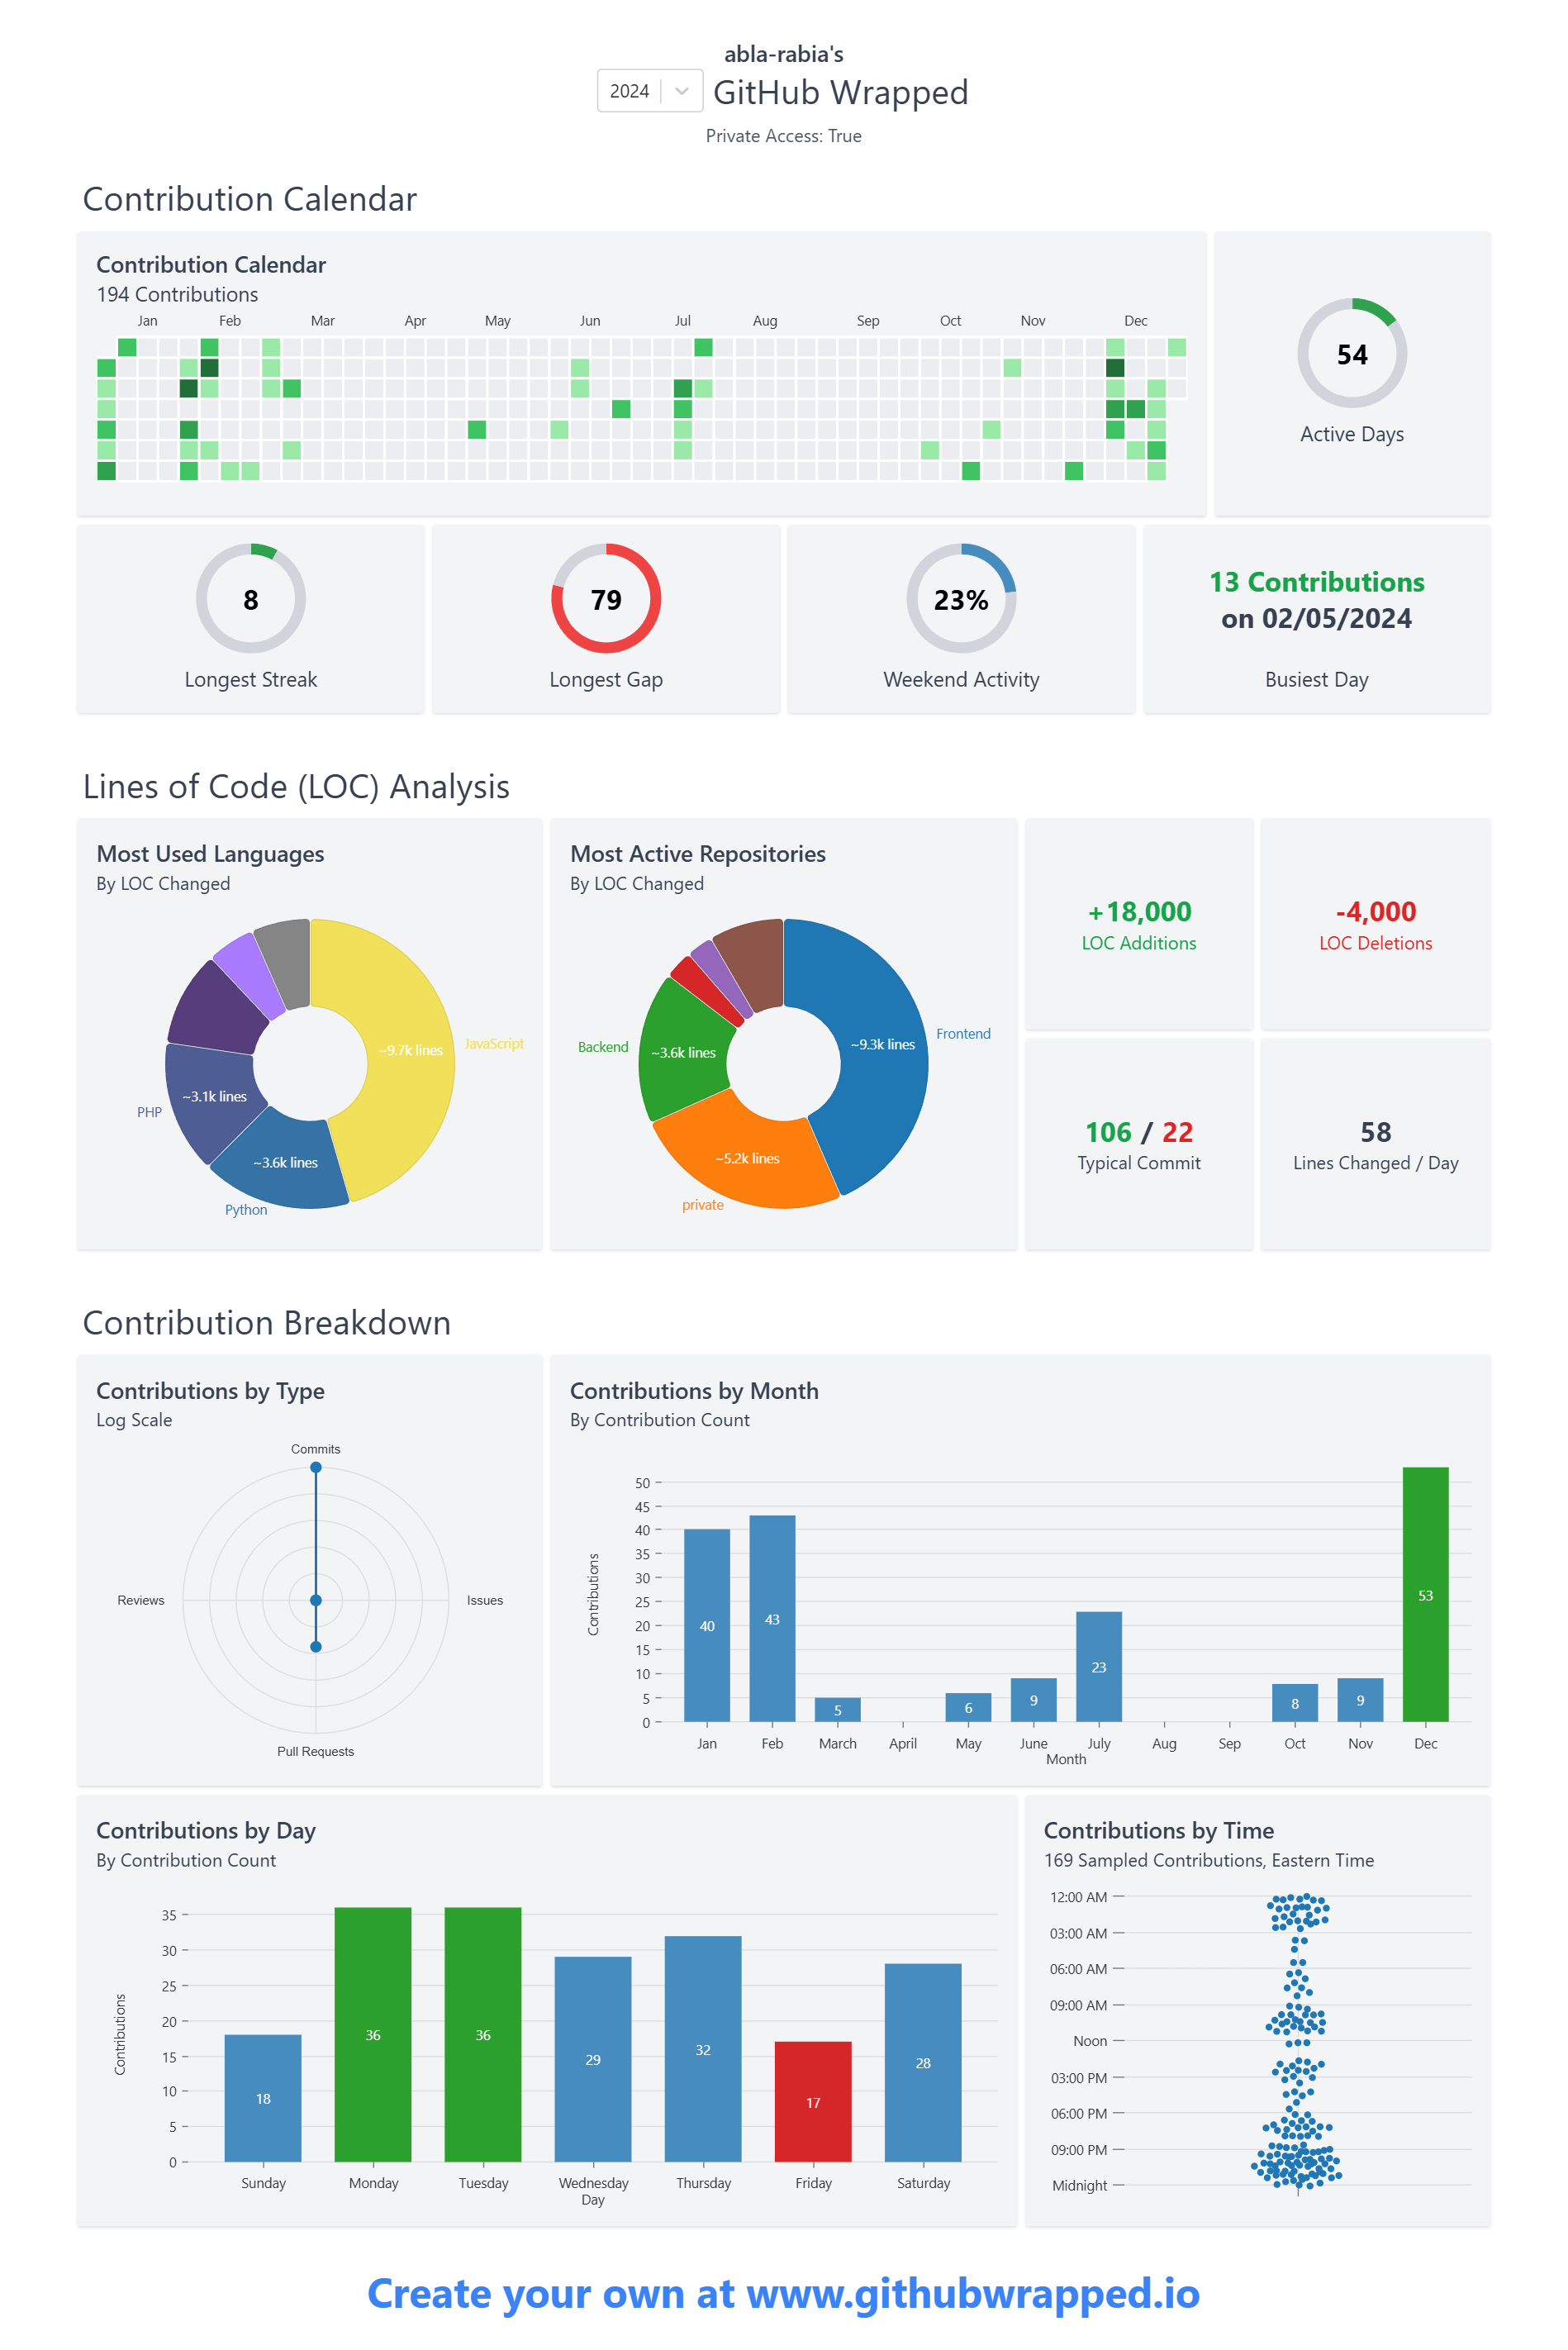 abla-rabia's
2024
GitHub Wrapped
Private Access: True
Contribution Calendar
Contribution Calendar
194 Contributions
Jan Feb Mar Apr May Jun Jul Aug Sep Oct Nov Dec
54
Active Days
8
Longest Streak
79
Longest Gap
23%
Weekend Activity
13 Contributions
on 02/05/2024
Busiest Day
Lines of Code (LOC) Analysis
Most Used Languages
By LOC Changed
~9.7k lines
JavaScript
~3.1k lines
PHP
~3.6k lines
Python
Most Active Repositories
By LOC Changed
Frontend
~9.3k lines
Backend
~3.6k lines
~5.2k lines
private
+18,000
LOC Additions
-4,000
LOC Deletions
106 / 22
Typical Commit
58
Lines Changed / Day
Contribution Breakdown
Contributions by Type
Log Scale
Commits
Reviews
Issues
Pull Requests
Contributions by Month
By Contribution Count
50
45
40
35
30
25
20
15
10
5
0
Contributions
40
43
5
6
9
23
8
9
53
Jan Feb March April May June July Aug Sep Oct Nov Dec
Month
Contributions by Day
By Contribution Count
35
30
25
20
15
10
5
0
Contributions
18
36
36
29
32
17
28
Sunday Monday Tuesday Wednesday Thursday Friday Saturday
Day
Contributions by Time
169 Sampled Contributions, Eastern Time
12:00 AM
03:00 AM
06:00 AM
09:00 AM
Noon
03:00 PM
06:00 PM
09:00 PM
Midnight
Create your own at www.githubwrapped.io